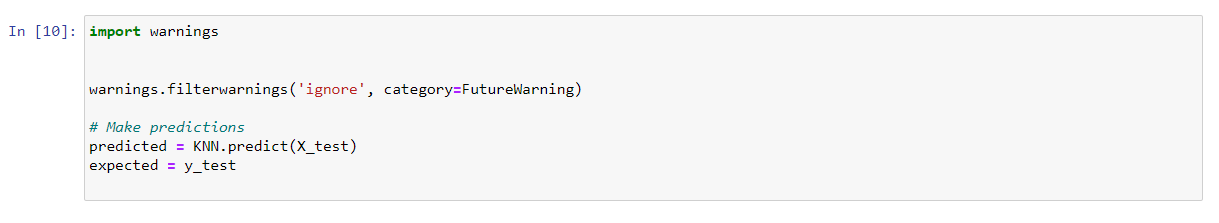 In [10]: import warnings
warnings.filterwarnings('ignore', category=FutureWarning)
# Make predictions
predicted = KNN.predict(X_test)
expected = y_test